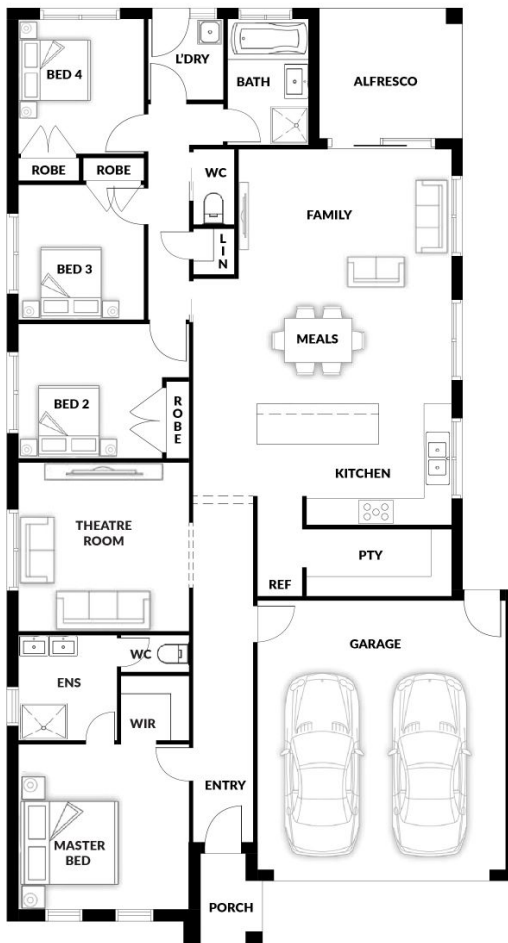 L'DRY
BED 4
BATH
ALFRESCO
ROBE
ROBE
WC
FAMILY
L
I
N
BED 3
MEALS
BED 2
R
O
B
E
KITCHEN
THEATRE
ROOM
PTY
REF
WC
GARAGE
ENS
WIR
ENTRY
MASTER
BED
PORCH